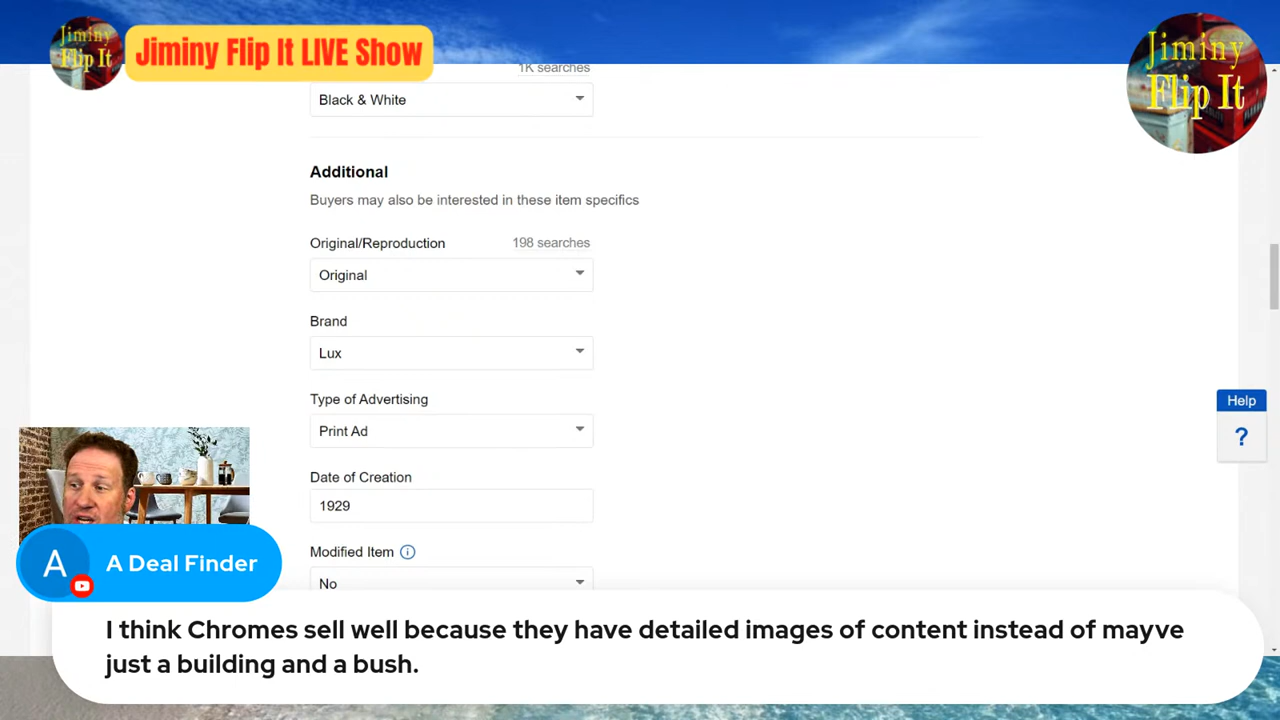 Jiminy
Flip It
Jiminy Flip It LIVE Show
Jiminy
Flip It
1K searches
Black & White
Additional
Buyers may also be interested in these item specifics
Original/Reproduction 198 searches
Original
Brand
Lux
Type of Advertising
Print Ad
Date of Creation
1929
Modified Item i
No
Help
?
A A Deal Finder
I think Chromes sell well because they have detailed images of content instead of mayve
just a building and a bush.